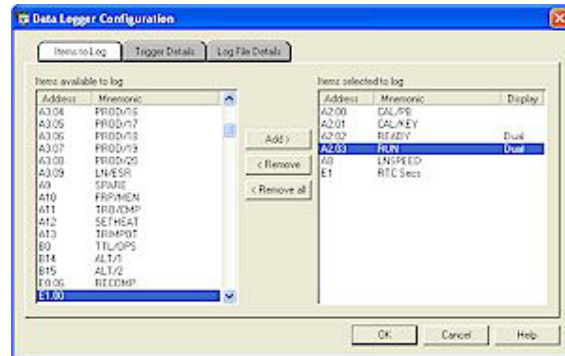 Data Logger Configuration
Items to Log Trigger Details Log File Details
Items available to log
Address Mnemonic
A3.04 PROD/16
A3.05 PROD/17
A3.06 PROD/18
A3.07 PROD/19
A3.08 PROD/20
A3.09 LN/ESR
A9 SPARE
A10 FRP/MEN
A11 TRO/CMP
A12 SETHEAT
A13 TRIMPOT
B0 TTL/OPS
B14 ALT/1
B15 ALT/2
E0.06 RECOMP
E1.00
Add >
< Remove
< Remove all
Items selected to log
Address Mnemonic Display
A2.00 CAL/PB
A2.01 CAL/KEY
A2.02 READY Dual
A2.03 RUN Dual
A8 LNSPEED
E1 RTC Secs
OK Cancel Help